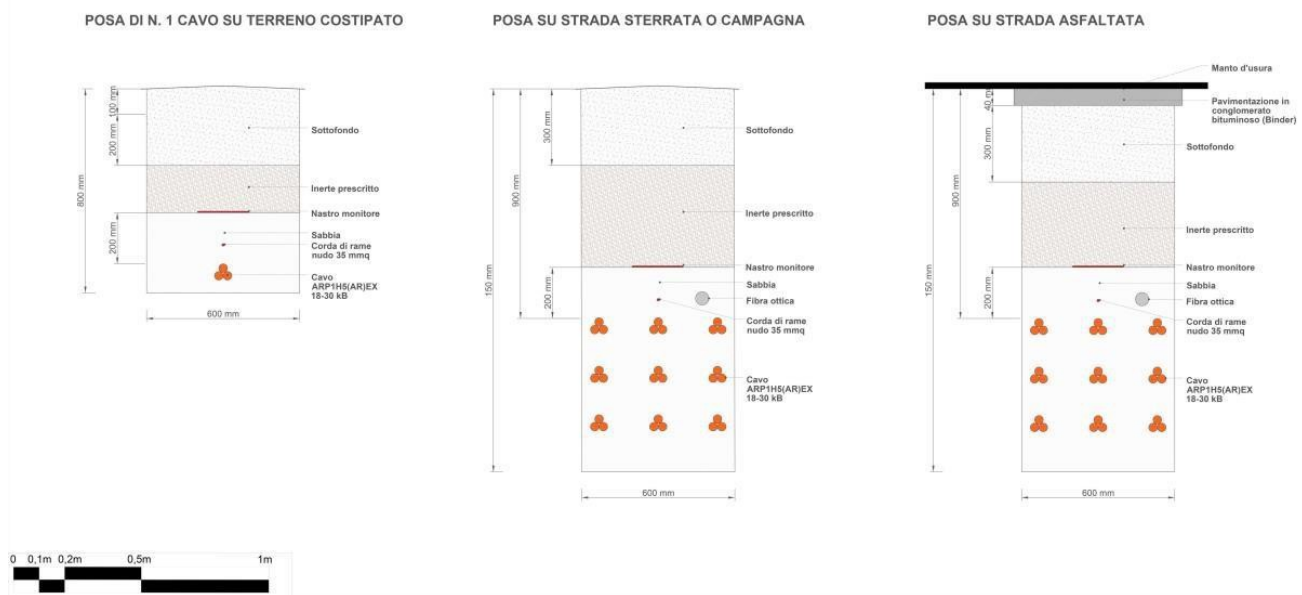 POSA DI N. 1 CAVO SU TERRENO COSTIPATO
100 mm
200 mm
800 mm
200 mm
600 mm
Sottofondo
Inerte prescritto
Nastro monitore
Sabbia
Corda di rame
nudo 35 mmq
Cavo
ARP1H5(AR)EX
18-30 kB
POSA SU STRADA STERRATA O CAMPAGNA
300 mm
900 mm
150 mm
200 mm
600 mm
Sottofondo
Inerte prescritto
Nastro monitore
Sabbia
Fibra ottica
Corda di rame
nudo 35 mmq
Cavo
ARP1H5(AR)EX
18-30 kB
POSA SU STRADA ASFALTATA
40 m
300 mm
900 mm
150 mm
200 mm
600 mm
Manto d'usura
Pavimentazione in
conglomerato
bituminoso (Binder)
Sottofondo
Inerte prescritto
Nastro monitore
Sabbia
Fibra ottica
Corda di rame
nudo 35 mmq
Cavo
ARP1H5(AR)EX
18-30 kB
0 0,1m 0,2m 0,5m 1m